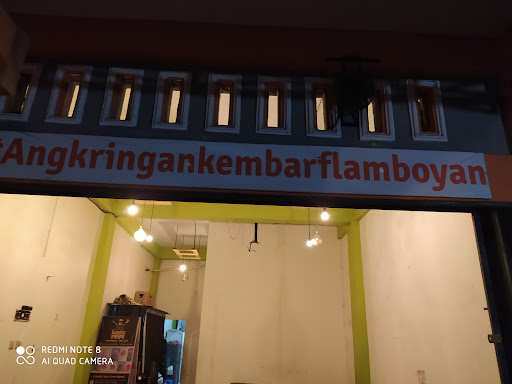 #Angkringankembarflamboyan
REDMI NOTE 8
AI QUAD CAMERA